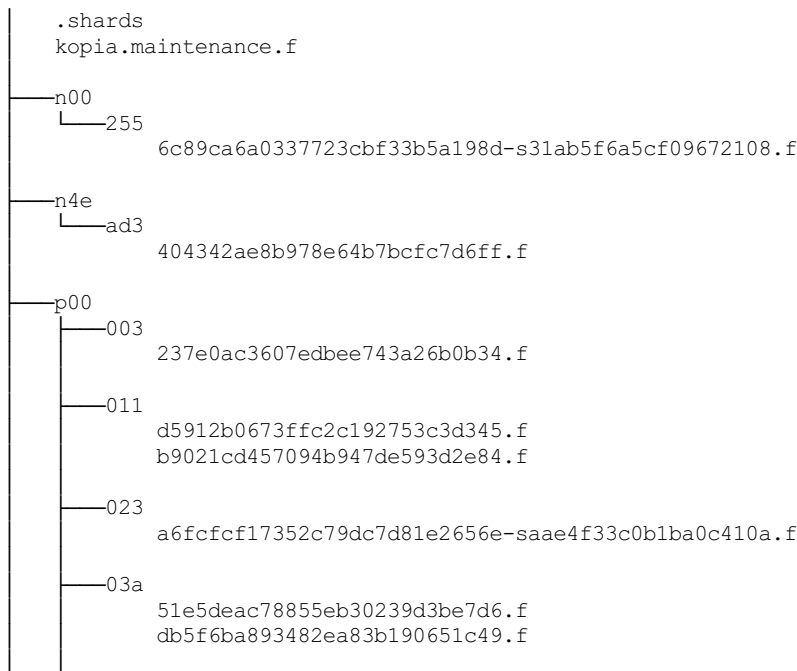 .shards
kopia.maintenance.f
n00
255
6c89ca6a0337723cbf33b5a198d-s31ab5f6a5cf09672108.f
n4e
ad3
404342ae8b978e64b7bcfc7d6ff.f
p00
003
237e0ac3607edbee743a26b0b34.f
011
d5912b0673ffc2c192753c3d345.f
b9021cd457094b947de593d2e84.f
023
a6fcfcf17352c79dc7d81e2656e-saae4f33c0b1ba0c410a.f
03a
51e5deac78855eb30239d3be7d6.f
db5f6ba893482ea83b190651c49.f